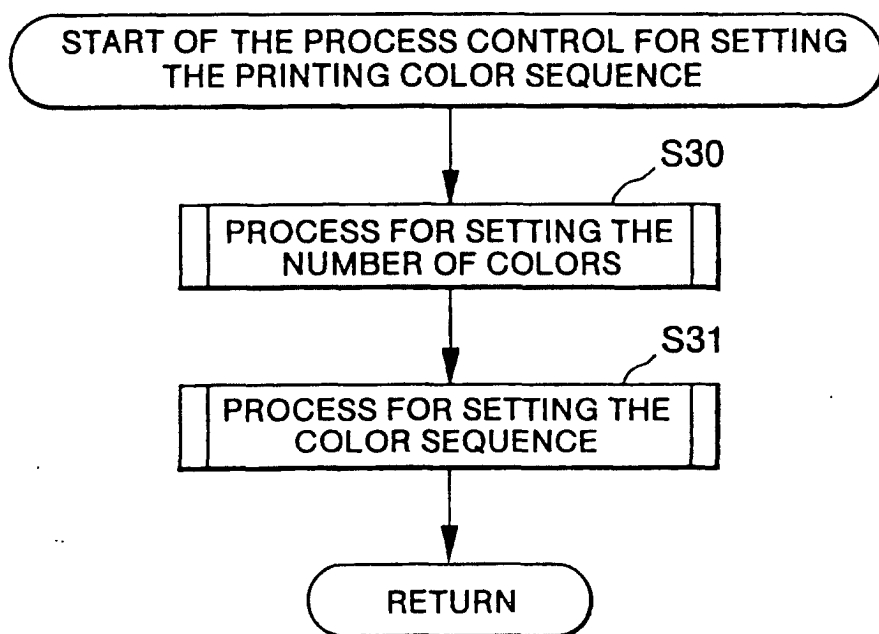 START OF THE PROCESS CONTROL FOR SETTING
THE PRINTING COLOR SEQUENCE
S30
PROCESS FOR SETTING THE
NUMBER OF COLORS
S31
PROCESS FOR SETTING THE
COLOR SEQUENCE
RETURN